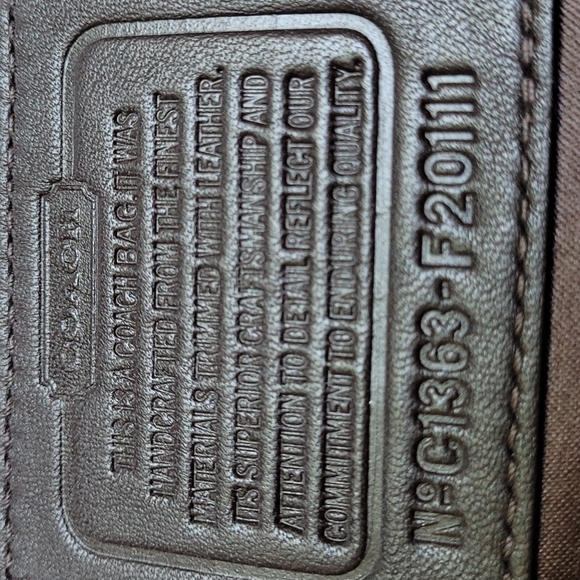 COACH
THIS IS A COACH BAG. IT WAS
HANDCRAFTED FROM THE FINEST
MATERIALS TRIMMED WITH LEATHER.
ITS SUPERIOR CRAFTSMANSHIP AND
ATTENTION TO DETAIL REFLECT OUR
COMMITMENT TO ENDURING QUALITY.
Nº C1363-F20111